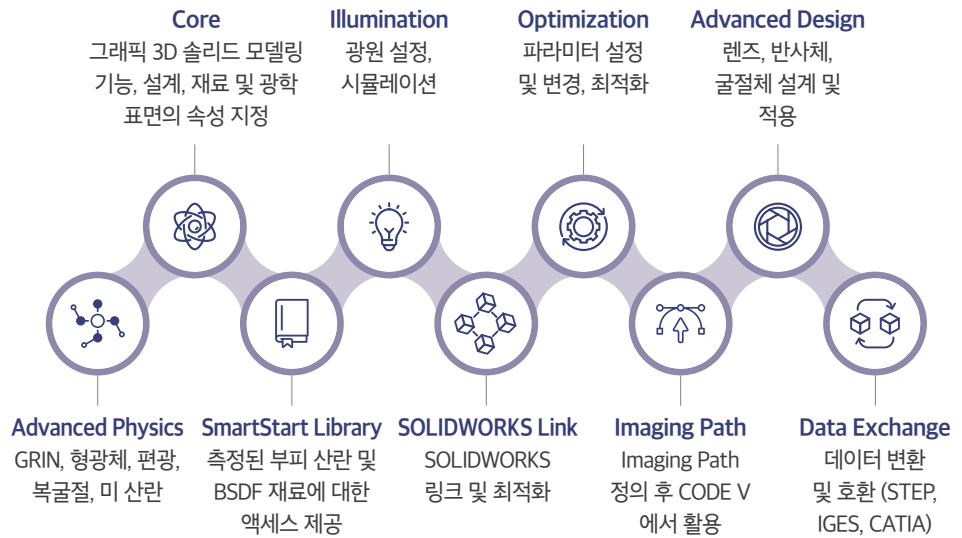 Core
그래픽 3D 솔리드 모델링
기능, 설계, 재료 및 광학
표면의 속성 지정
Illumination
광원 설정,
시뮬레이션
Optimization
파라미터 설정
및 변경, 최적화
Advanced Design
렌즈, 반사체,
굴절체 설계 및
적용
Advanced Physics
GRIN, 형광체, 편광,
복굴절, 미 산란
SmartStart Library
측정된 부피 산란 및
BSDF 재료에 대한
액세스 제공
SOLIDWORKS Link
SOLIDWORKS
링크 및 최적화
Imaging Path
Imaging Path
정의 후 CODE V
에서 활용
Data Exchange
데이터 변환
및 호환 (STEP,
IGES, CATIA)